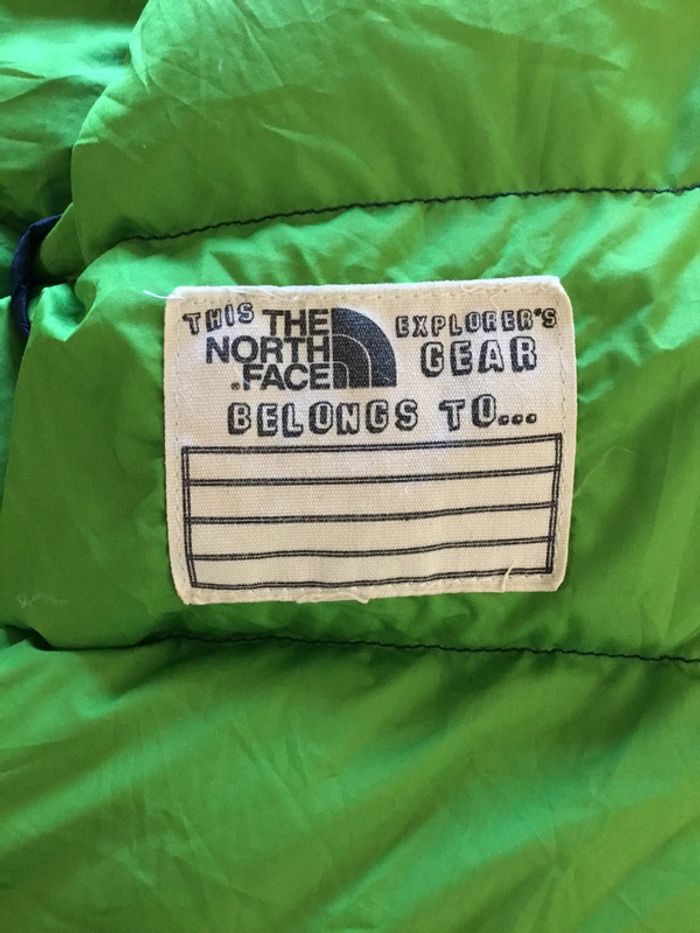 THIS THE NORTH FACE EXPLORER'S GEAR
BELONGS TO...